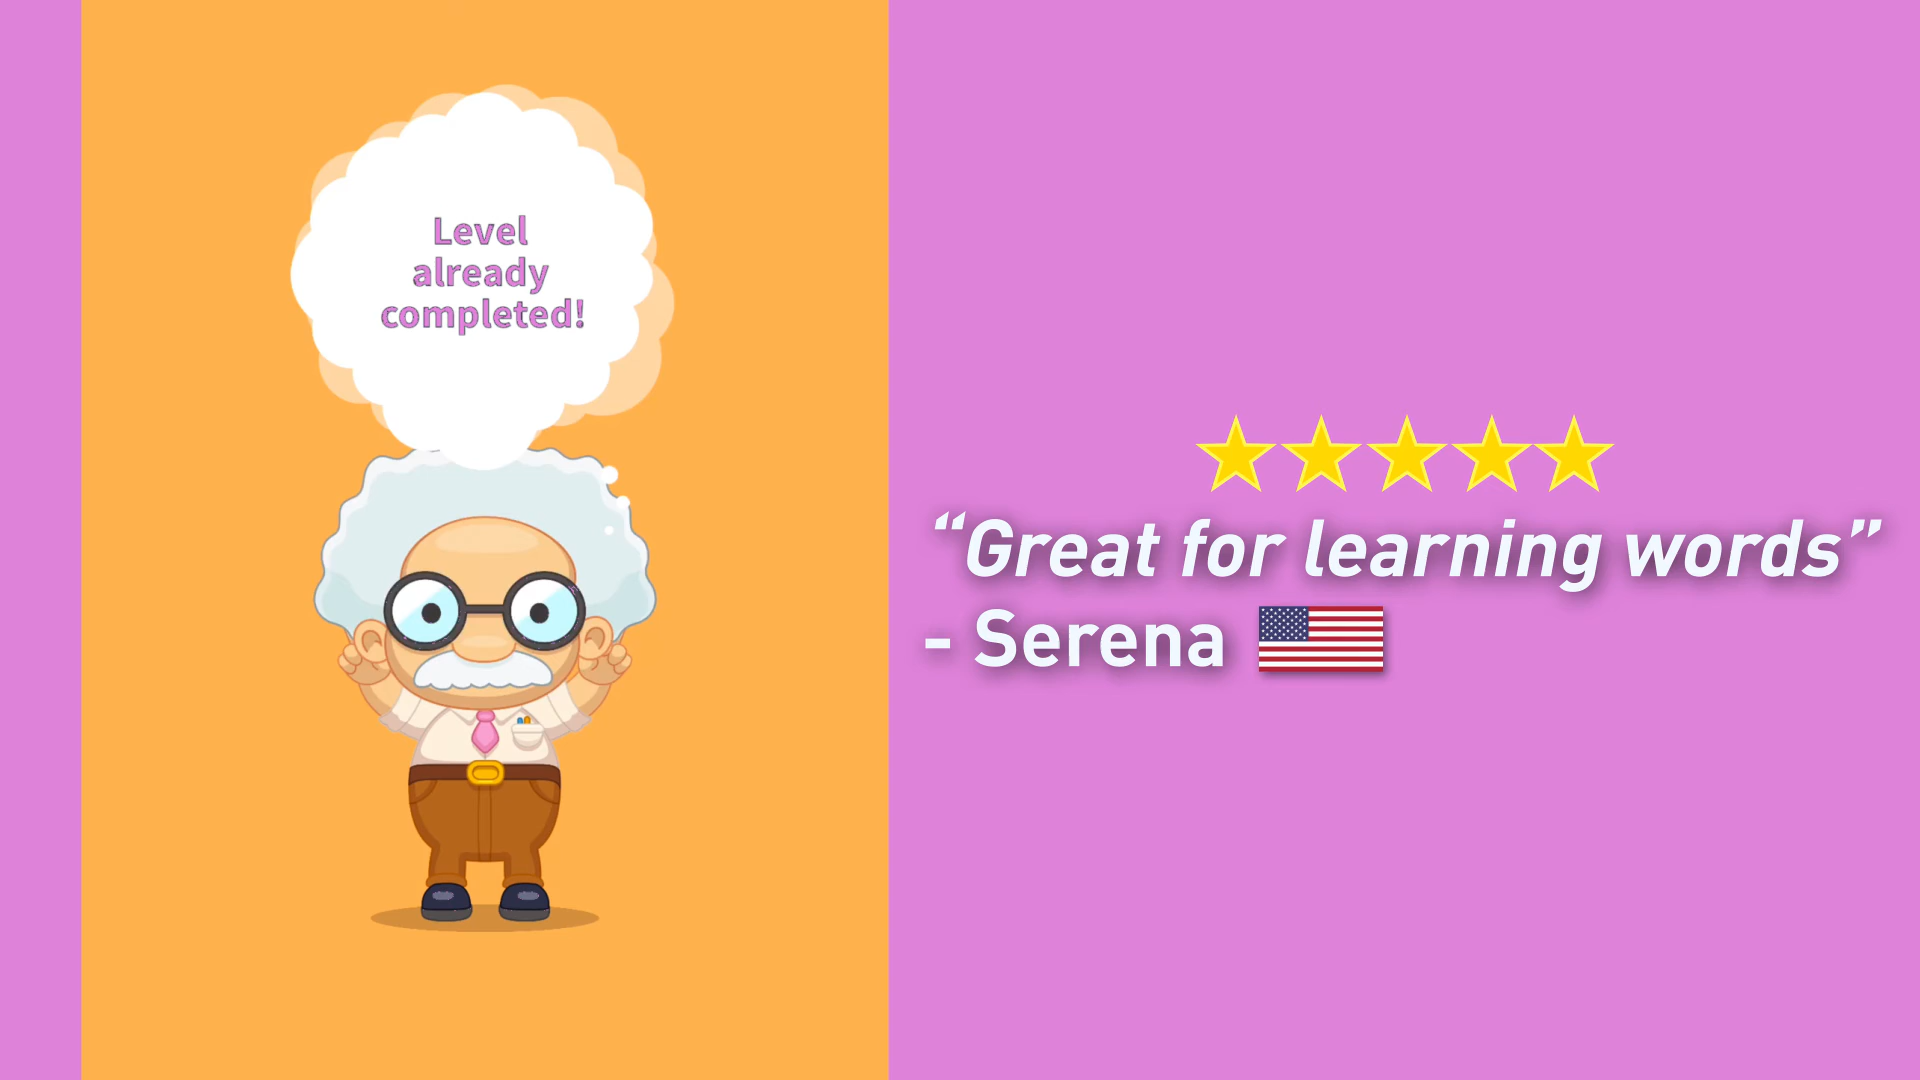 Level
already
completed!
“Great for learning words”
- Serena